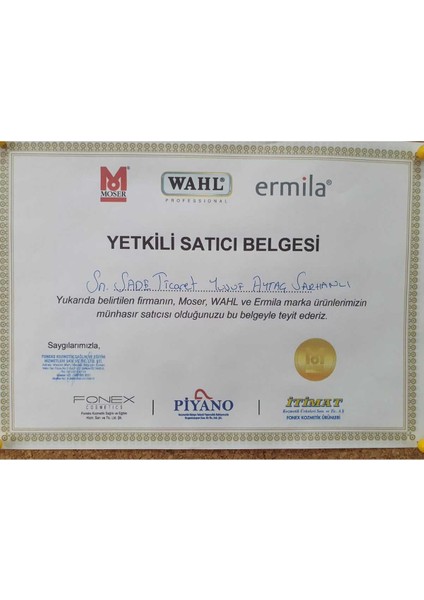 MOSER
WAHL
PROFESSIONAL
ermila
YETKİLİ SATICI BELGESİ
Sn. SADE Ticaret Yusuf AYTAÇ SARHANLI
Yukarıda belirtilen firmanın, Moser, WAHL ve Ermila marka ürünlerimizin
münhasır satıcısı olduğunuzu bu belgeyle teyit ederiz.
Saygılarımızla,
FONEX
COSMETICS
PİYANO
İTİMAT
FONEX KOZMETİK ÜRÜNLERİ